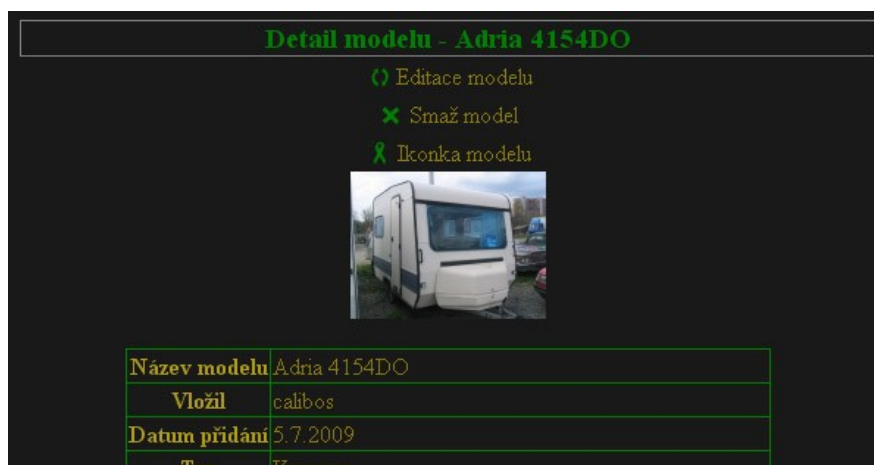 Detail modelu - Adria 4154DO
Editace modelu
Smaž model
Ikonka modelu
Název modelu Adria 4154DO
Vložil calibos
Datum přidání 5.7.2009